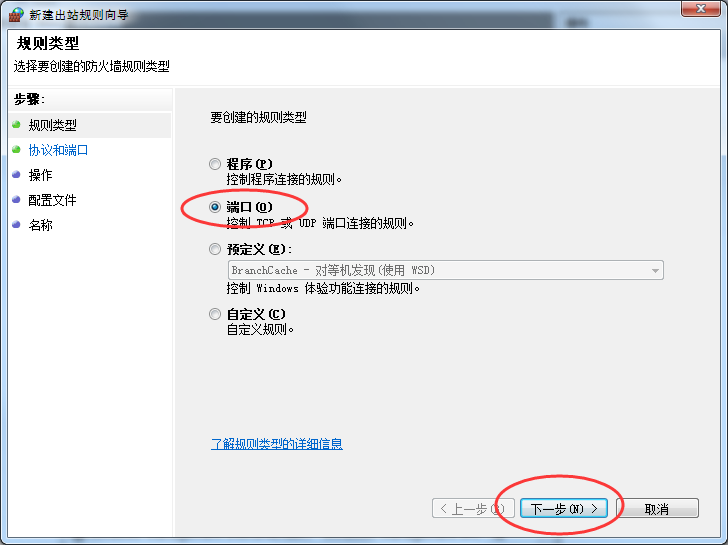 新建出站规则向导
规则类型
选择要创建的防火墙规则类型
步骤:
规则类型
协议和端口
操作
配置文件
名称
要创建的规则类型
程序(P)
控制程序连接的规则。
端口(O)
控制 TCP 或 UDP 端口连接的规则。
预定义(E):
BranchCache - 对等机发现(使用 WSD)
控制 Windows 体验功能连接的规则。
自定义(C)
自定义规则。
了解规则类型的详细信息
< 上一步(B)
下一步(N) >
取消